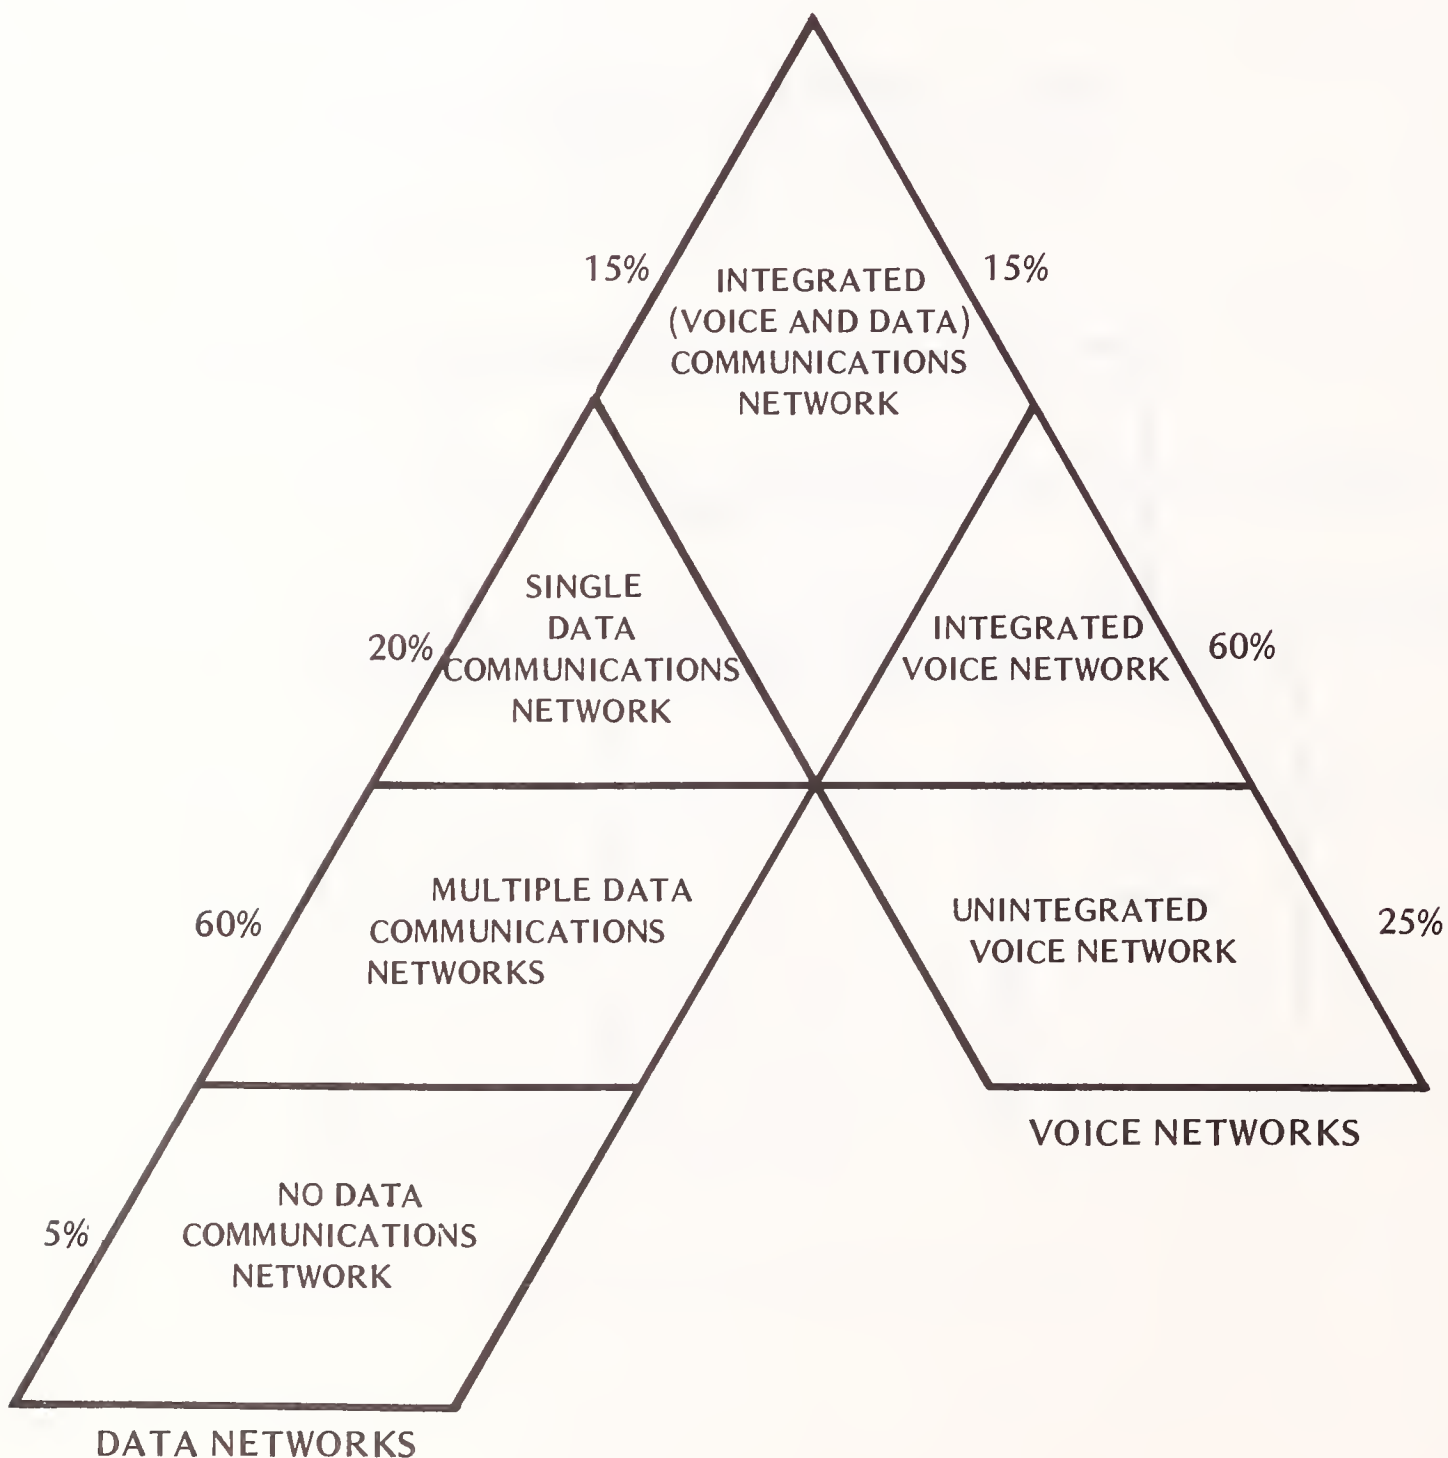 15%
INTEGRATED
(VOICE AND DATA)
COMMUNICATIONS
NETWORK
15%
20%
SINGLE
DATA
COMMUNICATIONS
NETWORK
INTEGRATED
VOICE NETWORK
60%
60%
MULTIPLE DATA
COMMUNICATIONS
NETWORKS
UNINTEGRATED
VOICE NETWORK
25%
VOICE NETWORKS
5%
NO DATA
COMMUNICATIONS
NETWORK
DATA NETWORKS